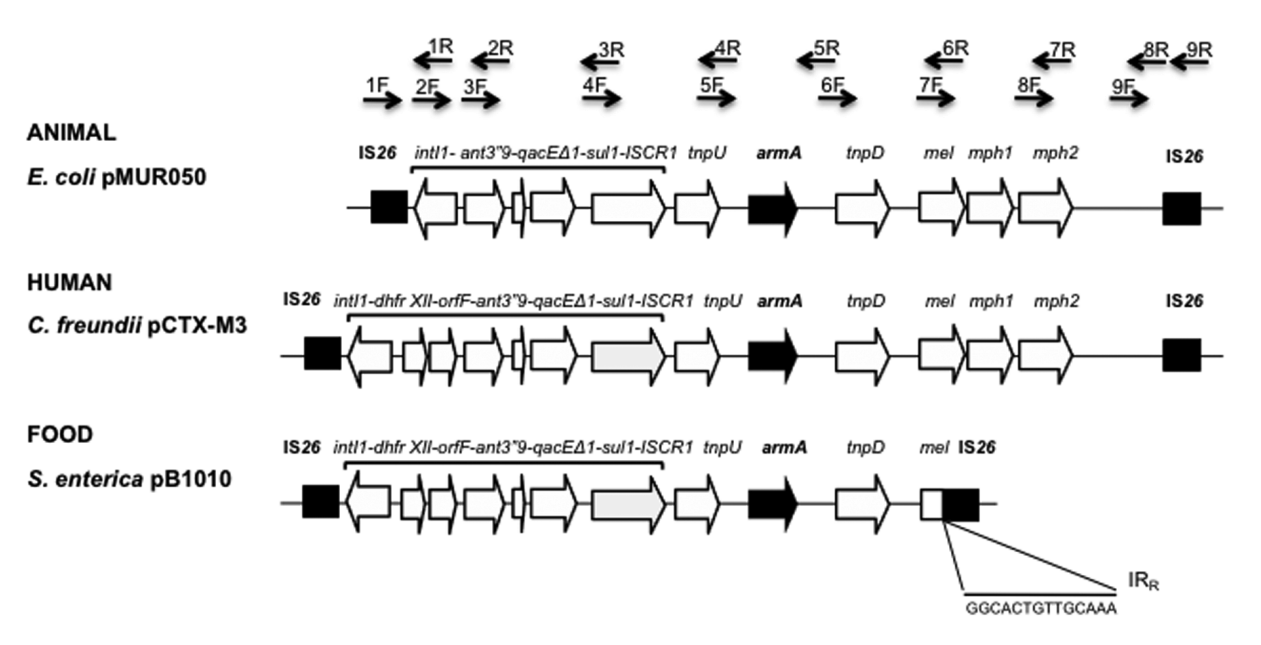 1R 2R 3R 4R 5R 6R 7R 8R 9R
1F 2F 3F 4F 5F 6F 7F 8F 9F
ANIMAL
E. coli pMUR050
IS26 intI1- ant3"9-qacEΔ1-sul1-ISCR1 tnpU armA tnpD mel mph1 mph2 IS26
HUMAN
C. freundii pCTX-M3
IS26 intI1-dhfr XII-orfF-ant3"9-qacEΔ1-sul1-ISCR1 tnpU armA tnpD mel mph1 mph2 IS26
FOOD
S. enterica pB1010
IS26 intI1-dhfr XII-orfF-ant3"9-qacEΔ1-sul1-ISCR1 tnpU armA tnpD mel IS26
IRR
GGCACTGTTGCAAA